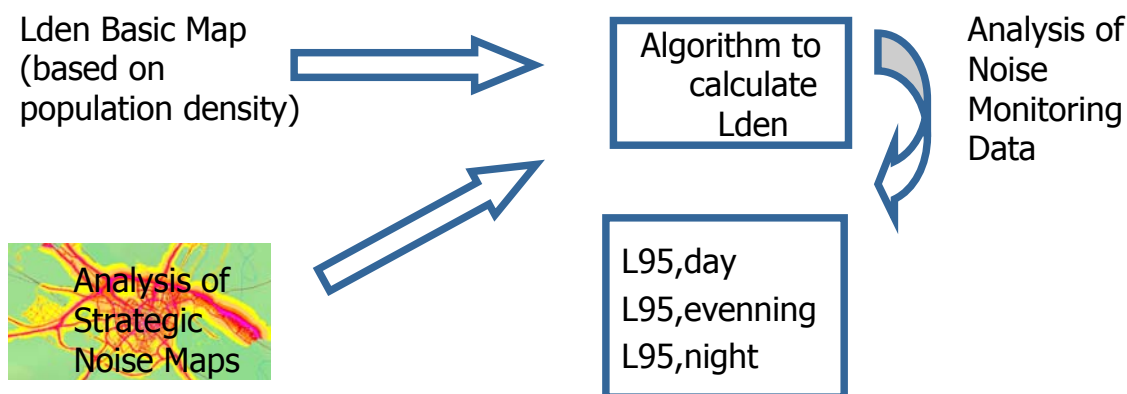 Lden Basic Map
(based on
population density)
Algorithm to
calculate
Lden
Analysis of
Noise
Monitoring
Data
Analysis of
Strategic
Noise Maps
L95,day
L95,evenning
L95,night